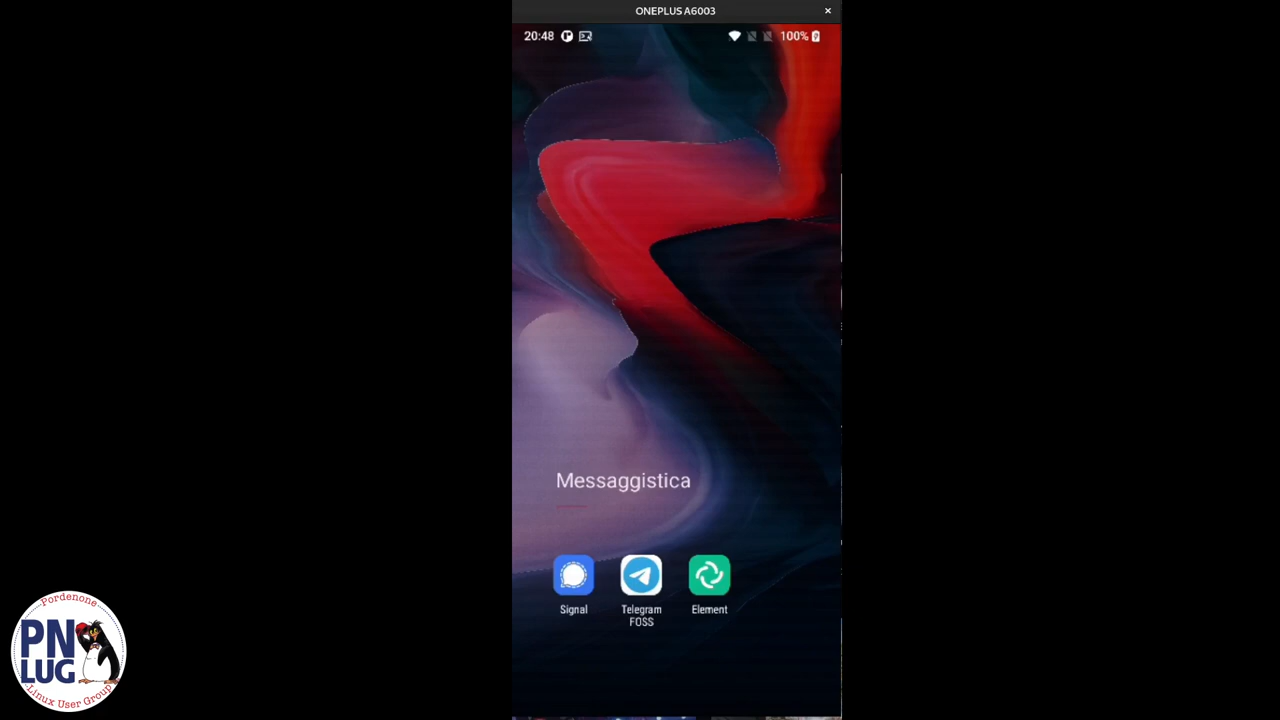 ONEPLUS A6003
20:48
100%
Messaggistica
Signal
Telegram
FOSS
Element
Pordenone
PN
LUG
Linux User Group